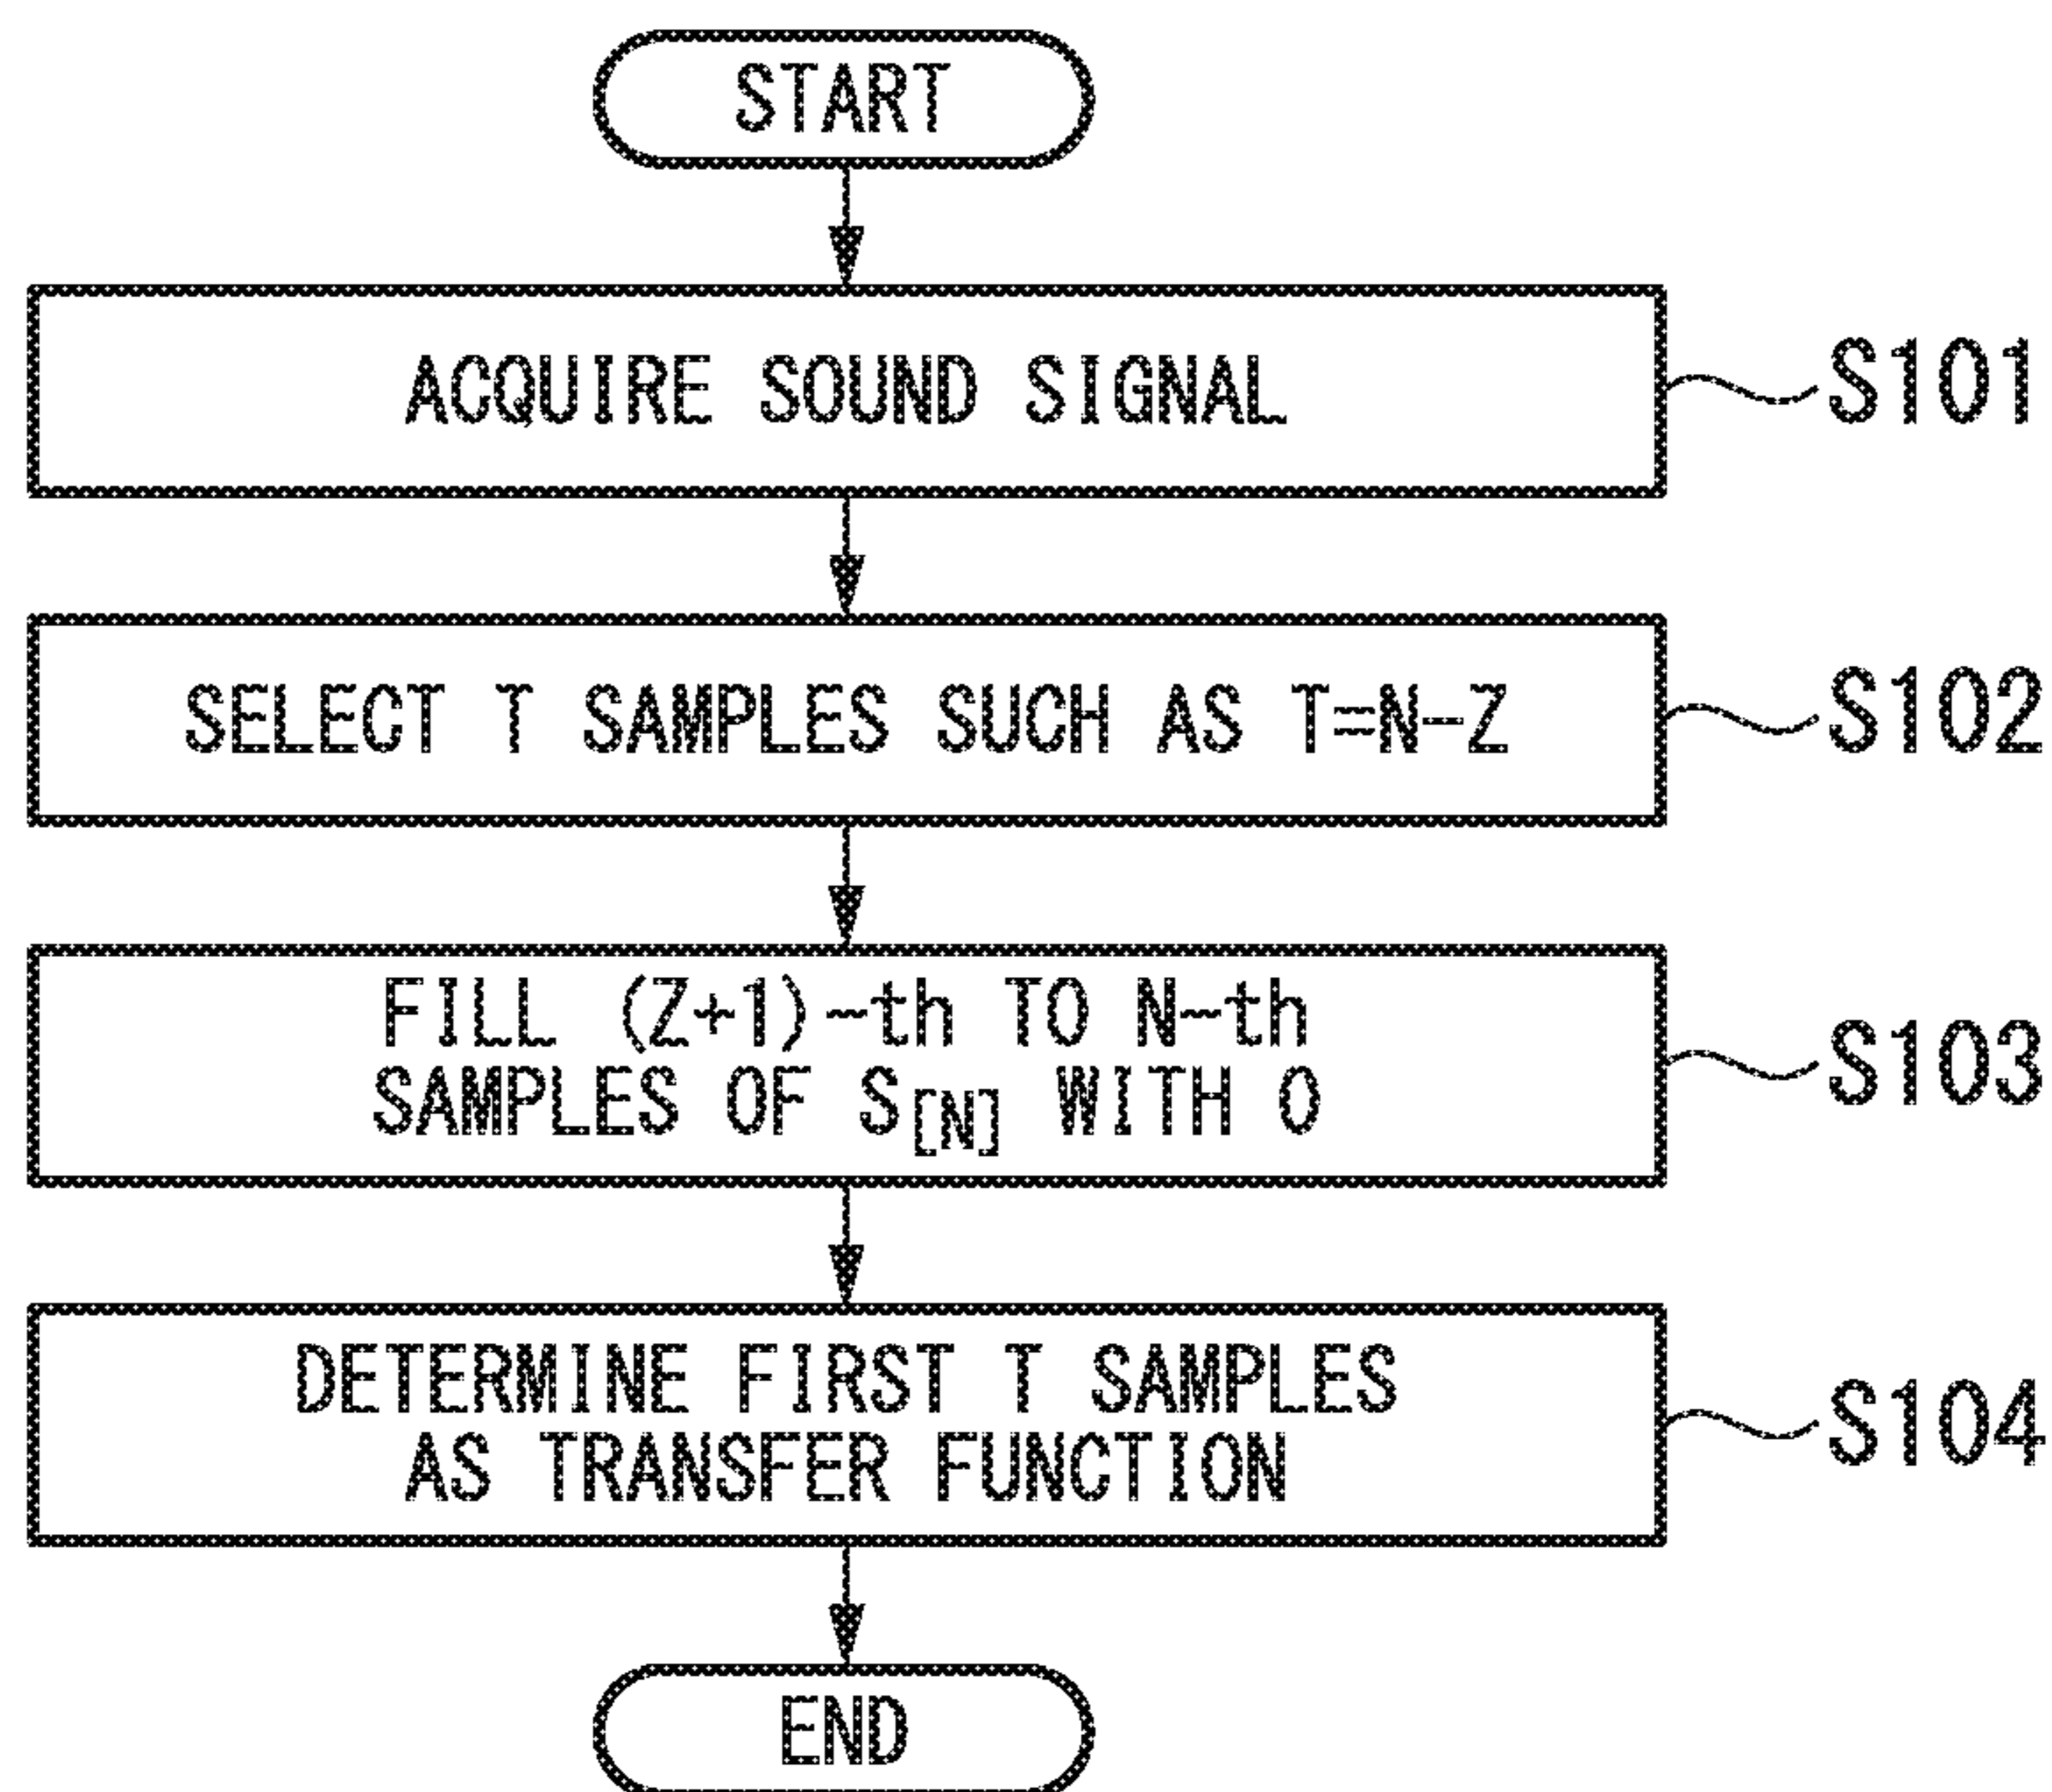 START
ACQUIRE SOUND SIGNAL
S101
SELECT T SAMPLES SUCH AS T=N-Z
S102
FILL (Z+1)-th TO N-th
SAMPLES OF S[N] WITH 0
S103
DETERMINE FIRST T SAMPLES
AS TRANSFER FUNCTION
S104
END